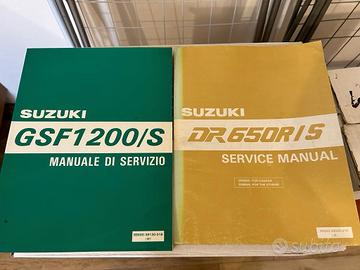 SUZUKI
GSF1200/S
MANUALE DI SERVIZIO
SUZUKI
DR650R/S
SERVICE MANUAL
subito